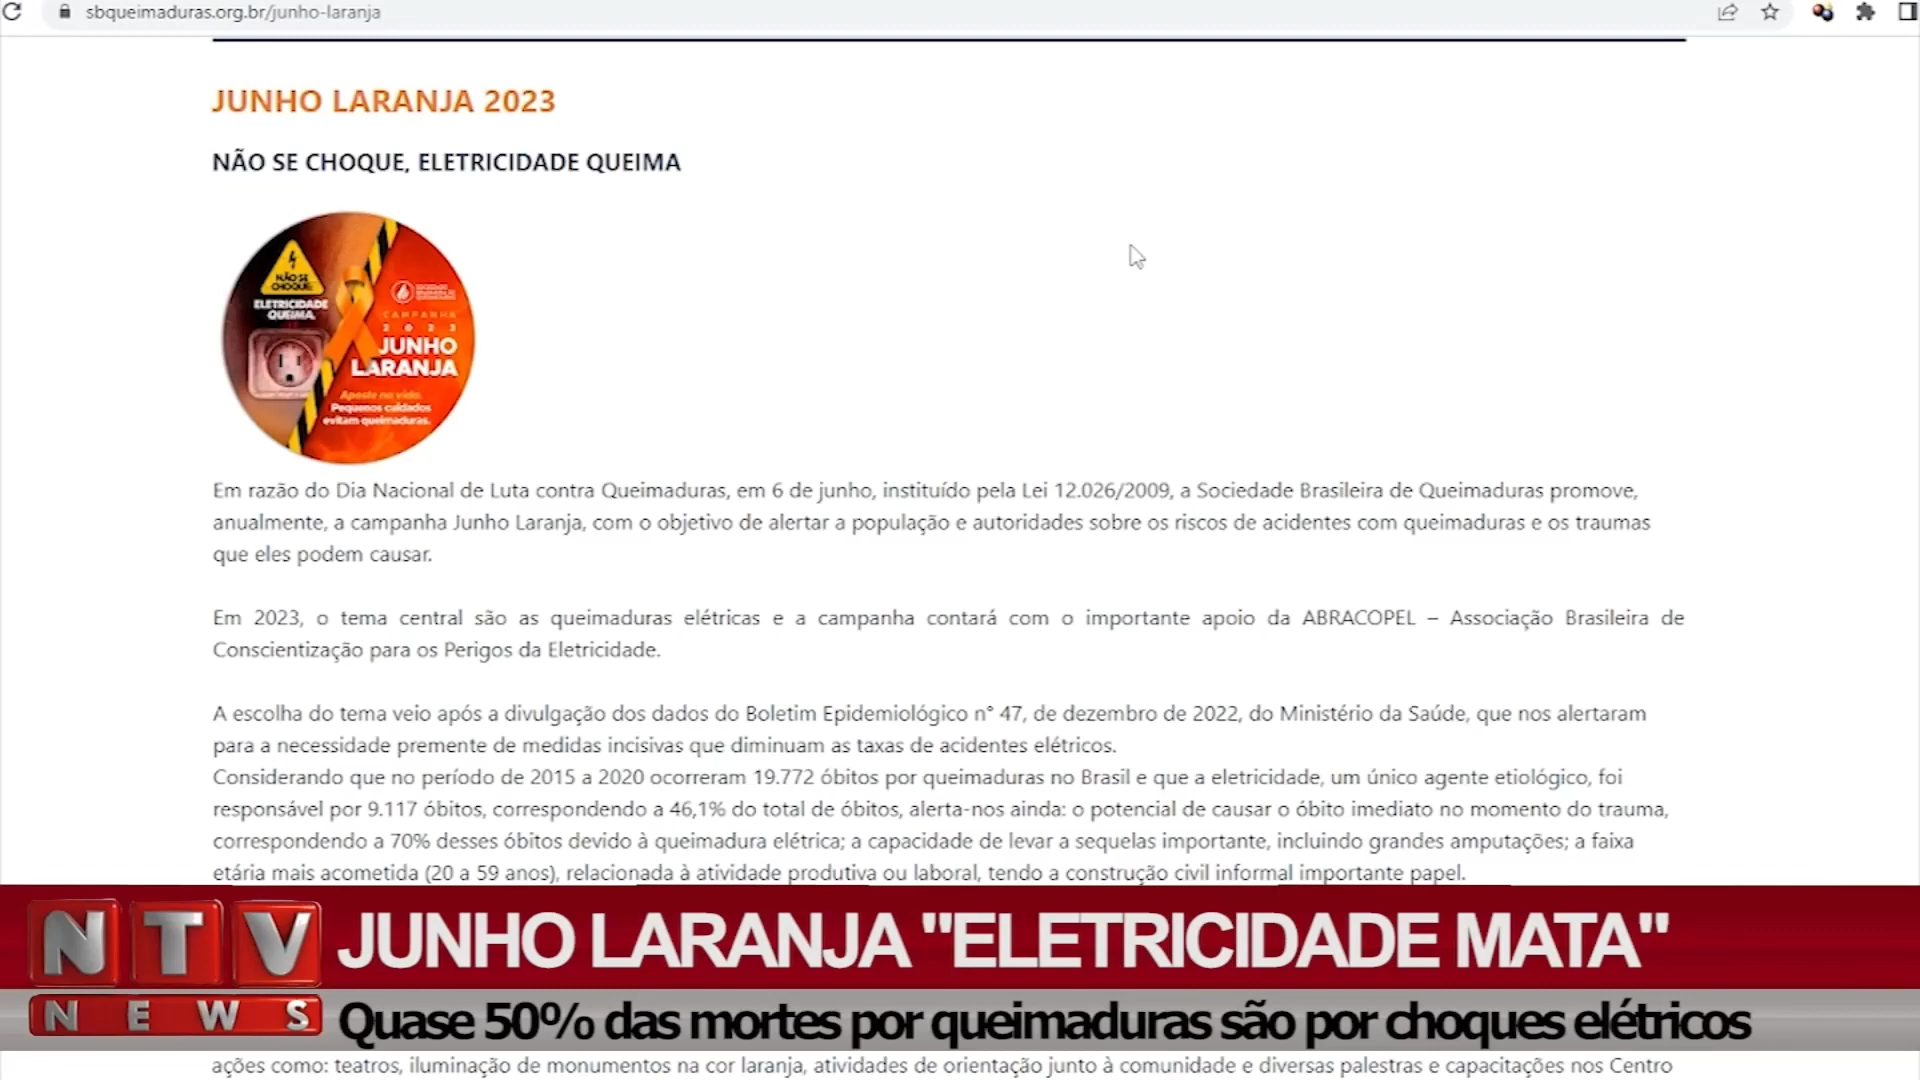 sbqueimaduras.org.br/junho-laranja
JUNHO LARANJA 2023
NÃO SE CHOQUE, ELETRICIDADE QUEIMA
NÃO SE
CHOQUE:
ELETRICIDADE
QUEIMA.
SOCIEDADE
BRASILEIRA DE
QUEIMADURAS
CAMPANHA
2023
JUNHO
LARANJA
Aposte na vida.
Pequenos cuidados
evitam queimaduras.
Em razão do Dia Nacional de Luta contra Queimaduras, em 6 de junho, instituído pela Lei 12.026/2009, a Sociedade Brasileira de Queimaduras promove,
anualmente, a campanha Junho Laranja, com o objetivo de alertar a população e autoridades sobre os riscos de acidentes com queimaduras e os traumas
que eles podem causar.
Em 2023, o tema central são as queimaduras elétricas e a campanha contará com o importante apoio da ABRACOPEL – Associação Brasileira de
Conscientização para os Perigos da Eletricidade.
A escolha do tema veio após a divulgação dos dados do Boletim Epidemiológico n° 47, de dezembro de 2022, do Ministério da Saúde, que nos alertaram
para a necessidade premente de medidas incisivas que diminuam as taxas de acidentes elétricos.
Considerando que no período de 2015 a 2020 ocorreram 19.772 óbitos por queimaduras no Brasil e que a eletricidade, um único agente etiológico, foi
responsável por 9.117 óbitos, correspondendo a 46,1% do total de óbitos, alerta-nos ainda: o potencial de causar o óbito imediato no momento do trauma,
correspondendo a 70% desses óbitos devido à queimadura elétrica; a capacidade de levar a sequelas importante, incluindo grandes amputações; a faixa
etária mais acometida (20 a 59 anos), relacionada à atividade produtiva ou laboral, tendo a construção civil informal importante papel.
NTV
NEWS
JUNHO LARANJA "ELETRICIDADE MATA"
Quase 50% das mortes por queimaduras são por choques elétricos
ações como: teatros, iluminação de monumentos na cor laranja, atividades de orientação junto à comunidade e diversas palestras e capacitações nos Centro